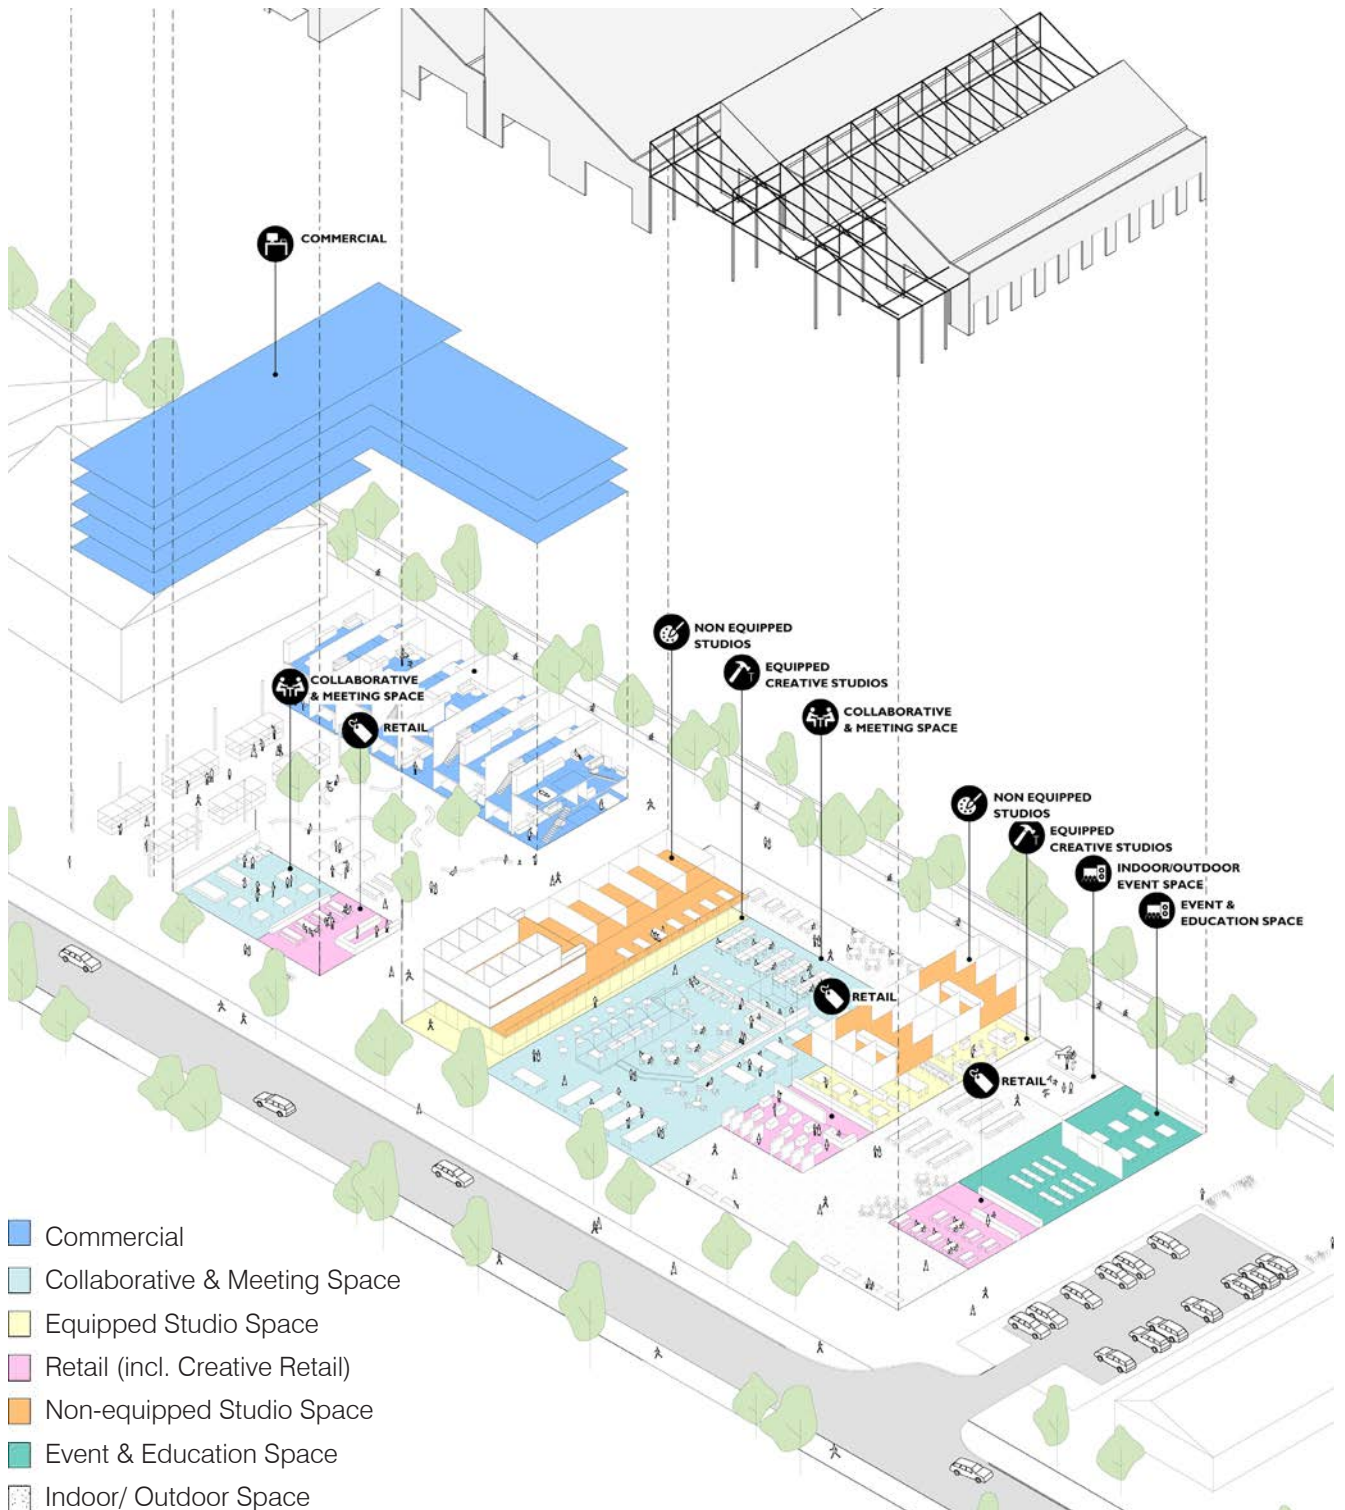 COMMERCIAL
NON EQUIPPED
STUDIOS
EQUIPPED
CREATIVE STUDIOS
COLLABORATIVE
& MEETING SPACE
COLLABORATIVE
& MEETING SPACE
RETAIL
NON EQUIPPED
STUDIOS
EQUIPPED
CREATIVE STUDIOS
INDOOR/OUTDOOR
EVENT SPACE
EVENT &
EDUCATION SPACE
RETAIL
RETAIL
Commercial
Collaborative & Meeting Space
Equipped Studio Space
Retail (incl. Creative Retail)
Non-equipped Studio Space
Event & Education Space
Indoor/ Outdoor Space